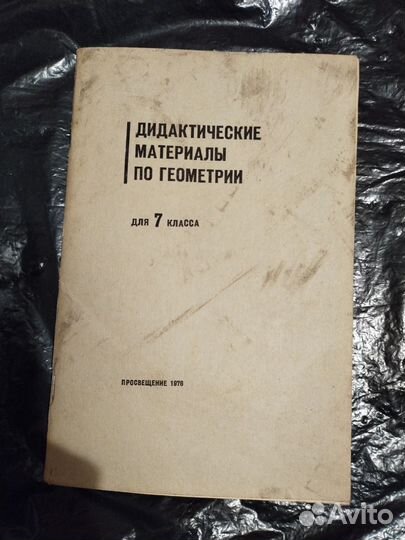 ДИДАКТИЧЕСКИЕ
МАТЕРИАЛЫ
ПО ГЕОМЕТРИИ
ДЛЯ 7 КЛАССА
ПРОСВЕЩЕНИЕ 1976
Avito